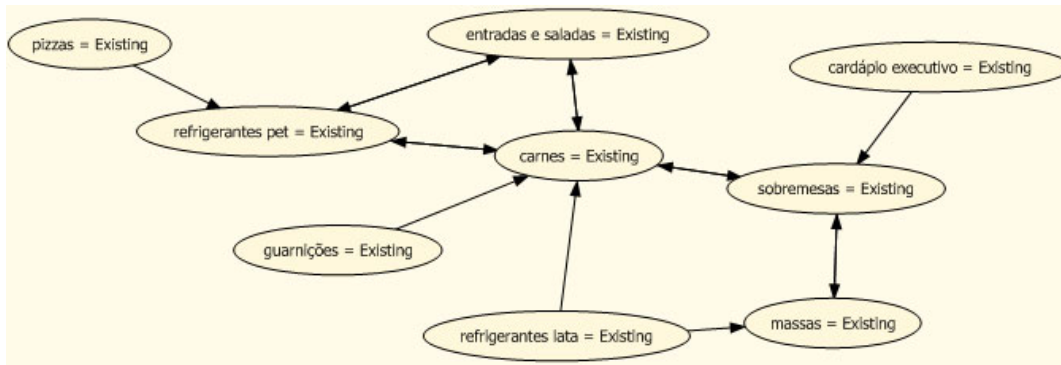 entradas e saladas = Existing
pizzas = Existing
cardápio executivo = Existing
refrigerantes pet = Existing
carnes = Existing
sobremesas = Existing
guarnições = Existing
massas = Existing
refrigerantes lata = Existing